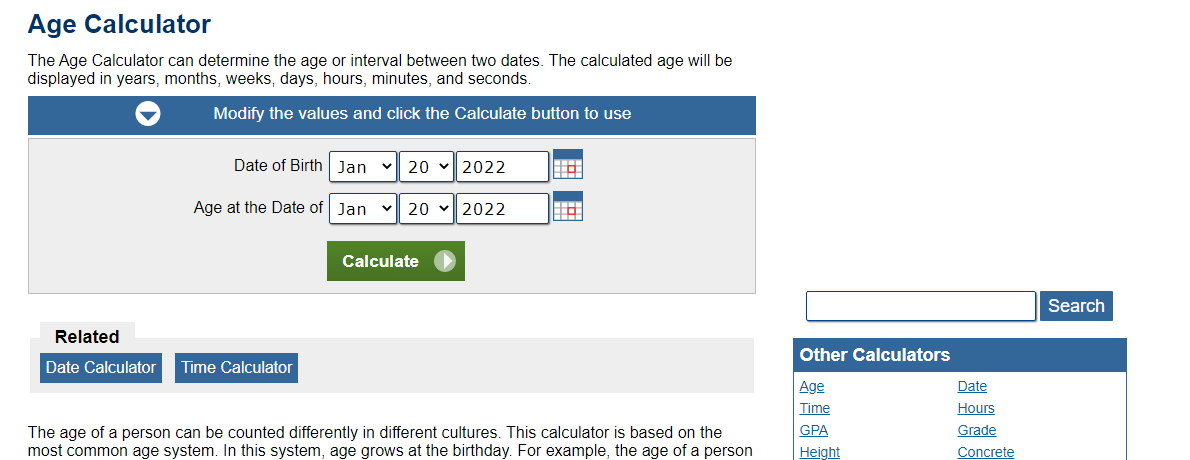 Age Calculator
The Age Calculator can determine the age or interval between two dates. The calculated age will be
displayed in years, months, weeks, days, hours, minutes, and seconds.
Modify the values and click the Calculate button to use
Date of Birth Jan 20 2022
Age at the Date of Jan 20 2022
Calculate
Related
Date Calculator Time Calculator
The age of a person can be counted differently in different cultures. This calculator is based on the
most common age system. In this system, age grows at the birthday. For example, the age of a person
Search
Other Calculators
Age Date
Time Hours
GPA Grade
Height Concrete